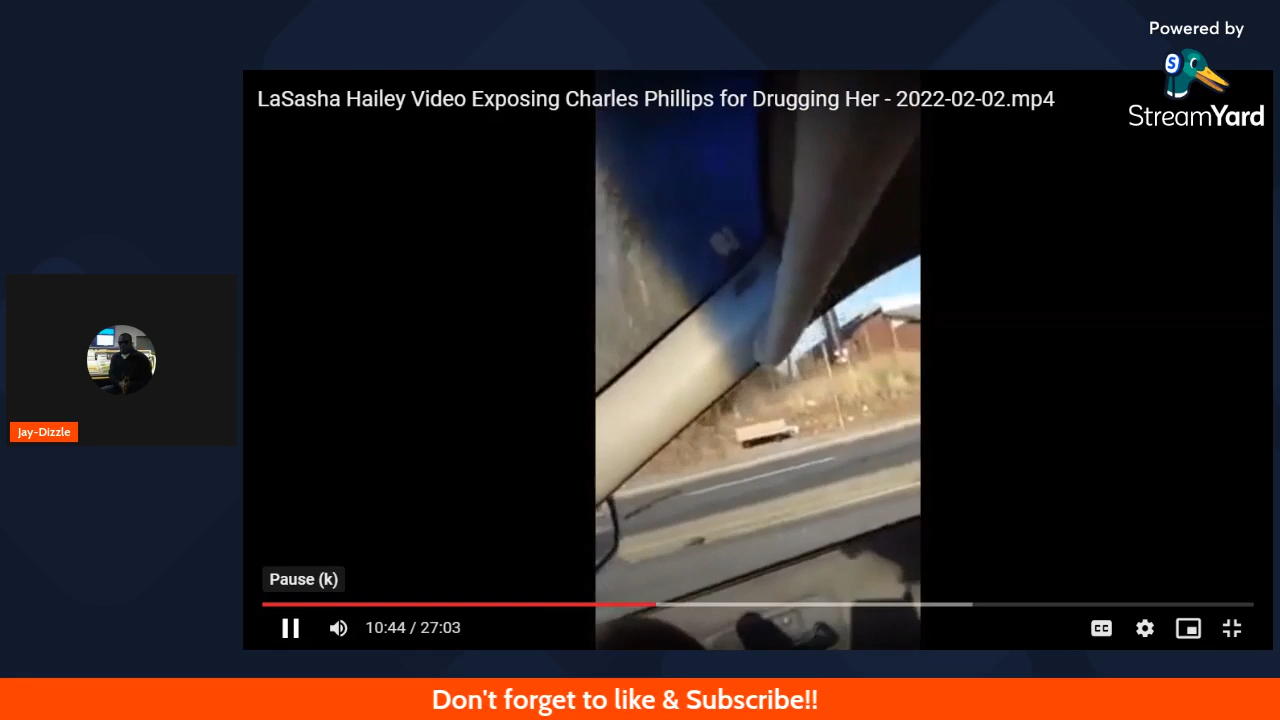 Powered by
S
StreamYard
LaSasha Hailey Video Exposing Charles Phillips for Drugging Her - 2022-02-02.mp4
Jay-Dizzle
Pause (k)
10:44 / 27:03
CC
Don't forget to like & Subscribe!!